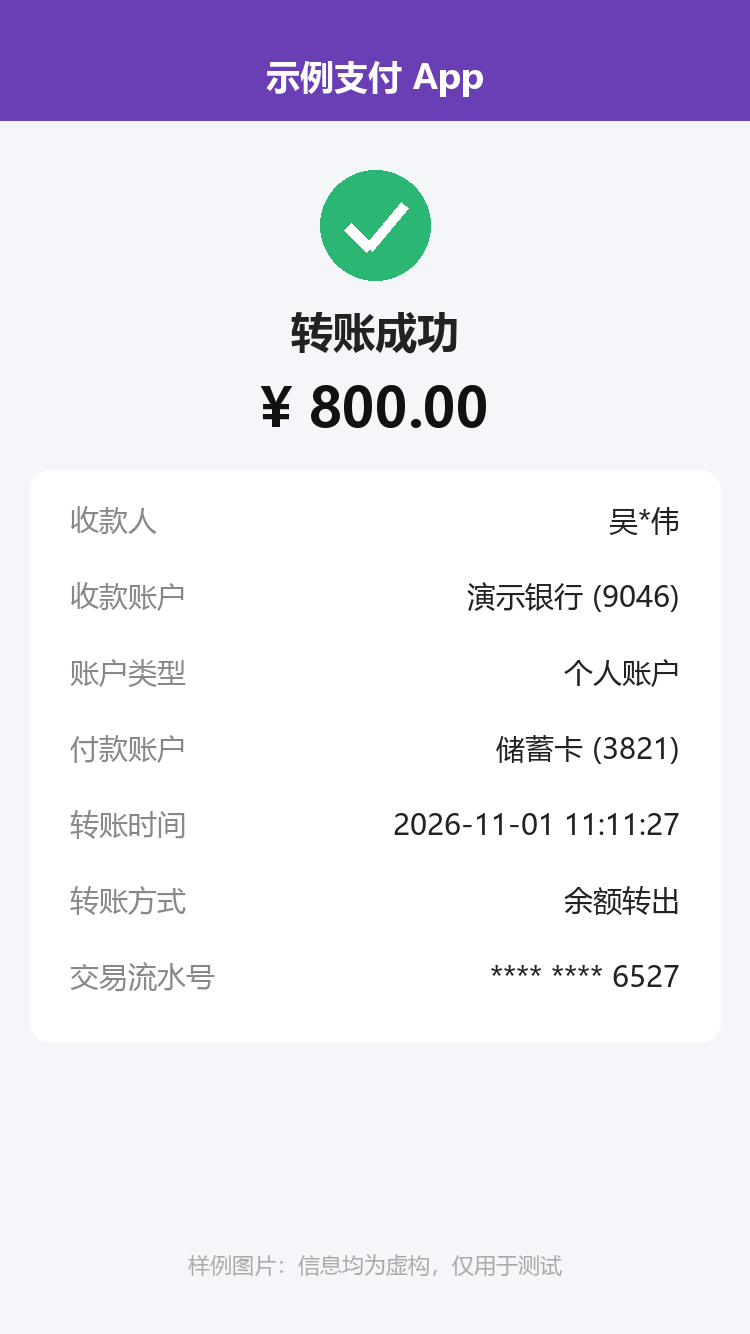 示例支付 App
转账成功
¥ 800.00
收款人 吴*伟
收款账户 演示银行 (9046)
账户类型 个人账户
付款账户 储蓄卡 (3821)
转账时间 2026-11-01 11:11:27
转账方式 余额转出
交易流水号 **** **** 6527
样例图片：信息均为虚构，仅用于测试